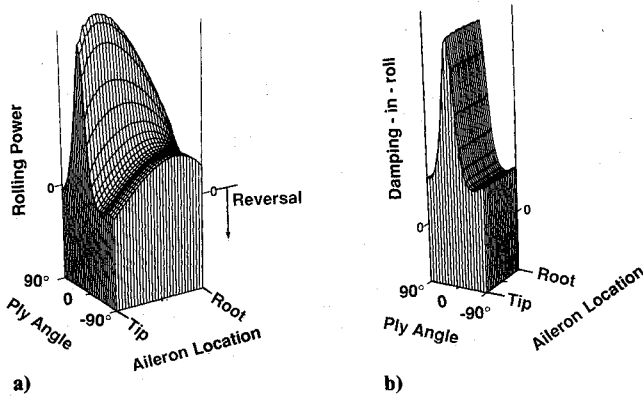 Rolling Power
0
0
Reversal
90°
0
-90°
Ply Angle
Tip
Root
Aileron Location
a)
Damping - in - roll
0
0
90°
0
-90°
Ply Angle
Tip
Root
Aileron Location
b)